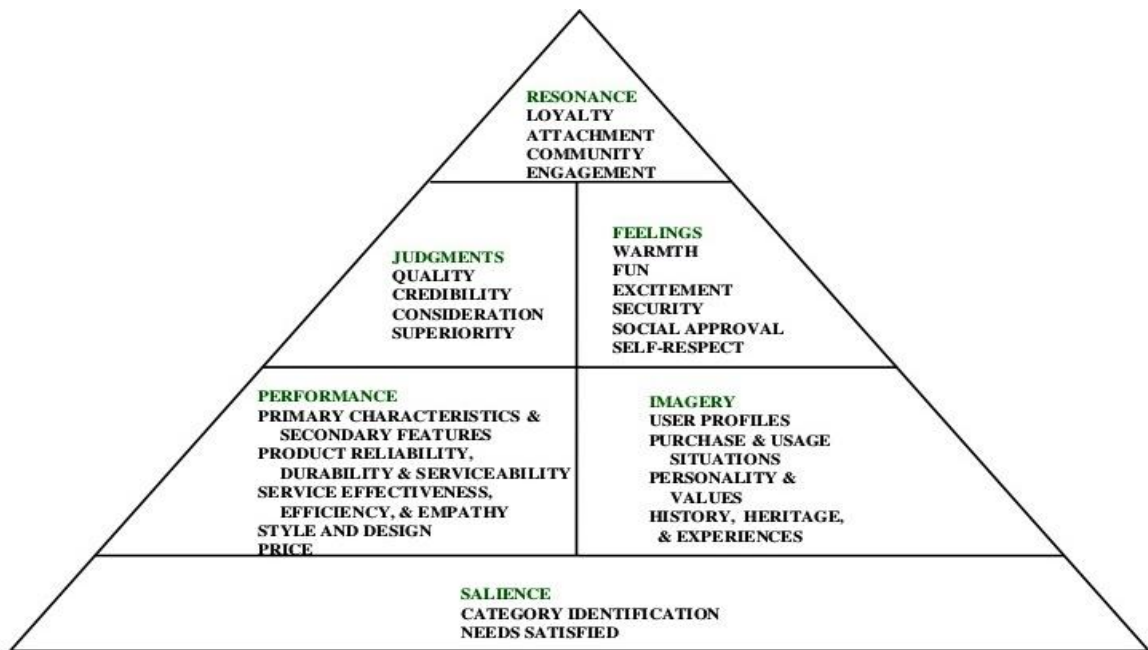 RESONANCE
LOYALTY
ATTACHMENT
COMMUNITY
ENGAGEMENT
JUDGMENTS
QUALITY
CREDIBILITY
CONSIDERATION
SUPERIORITY
FEELINGS
WARMTH
FUN
EXCITEMENT
SECURITY
SOCIAL APPROVAL
SELF-RESPECT
PERFORMANCE
PRIMARY CHARACTERISTICS &
SECONDARY FEATURES
PRODUCT RELIABILITY,
DURABILITY & SERVICEABILITY
SERVICE EFFECTIVENESS,
EFFICIENCY, & EMPATHY
STYLE AND DESIGN
PRICE
IMAGERY
USER PROFILES
PURCHASE & USAGE
SITUATIONS
PERSONALITY &
VALUES
HISTORY, HERITAGE,
& EXPERIENCES
SALIENCE
CATEGORY IDENTIFICATION
NEEDS SATISFIED